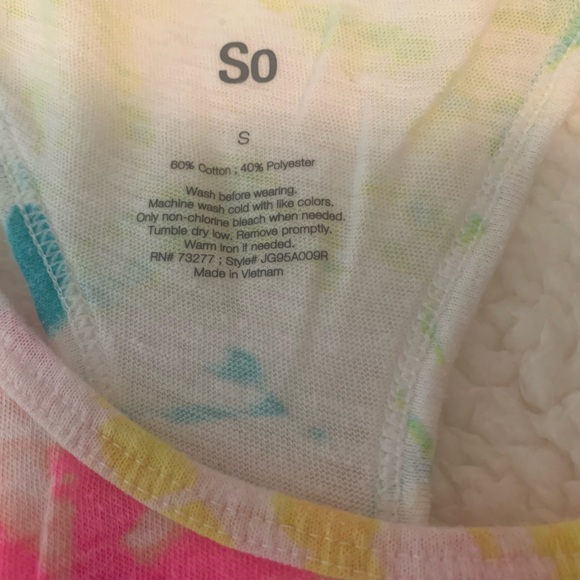 So
S
60% Cotton ; 40% Polyester
Wash before wearing.
Machine wash cold with like colors.
Only non-chlorine bleach when needed.
Tumble dry low. Remove promptly.
Warm Iron if needed.
RN# 73277 ; Style# JG95A009R
Made in Vietnam